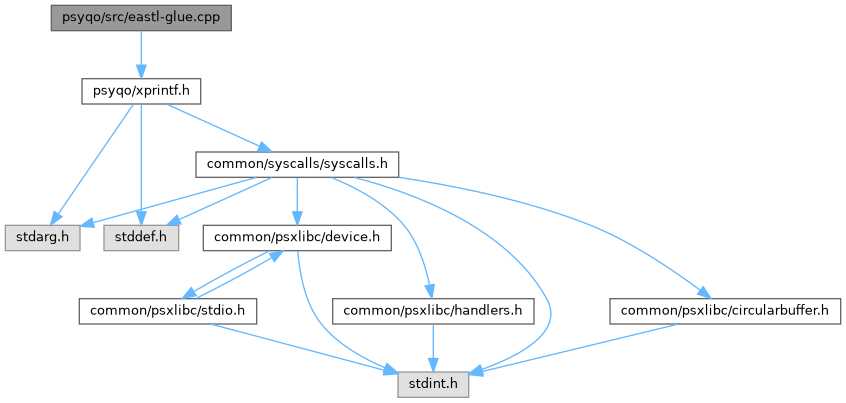 psyqo/src/eastl-glue.cpp
psyqo/xprintf.h
common/syscalls/syscalls.h
stdarg.h
stddef.h
common/psxlibc/device.h
common/psxlibc/stdio.h
common/psxlibc/handlers.h
common/psxlibc/circularbuffer.h
stdint.h